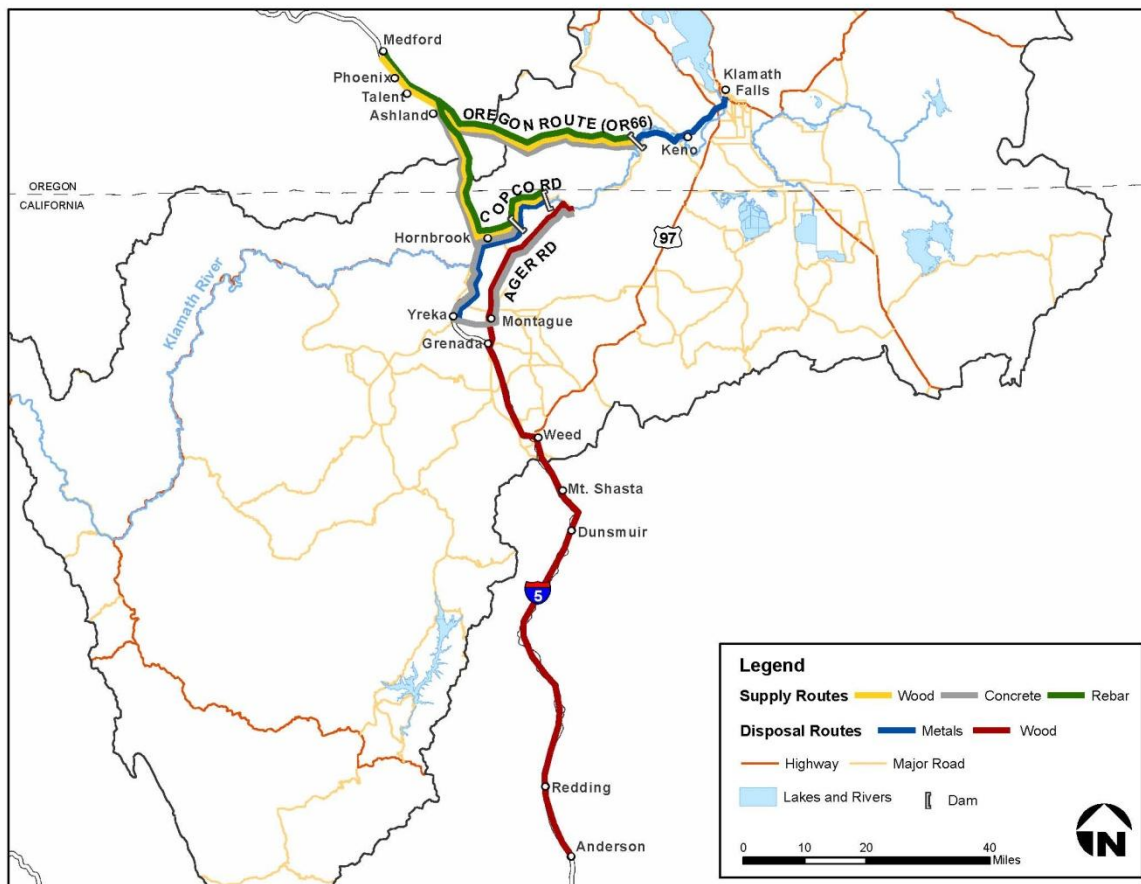 Medford
Phoenix
Talent
Ashland
Klamath
Falls
OREGON ROUTE (OR66)
Keno
OREGON
CALIFORNIA
COPCO RD
Hornbrook
97
AGER RD
Klamath River
Yreka
Montague
Grenada
Weed
Mt. Shasta
Dunsmuir
5
Redding
Anderson
Legend
Supply Routes Wood Concrete Rebar
Disposal Routes Metals Wood
Highway Major Road
Lakes and Rivers Dam
N
0 10 20 40
Miles